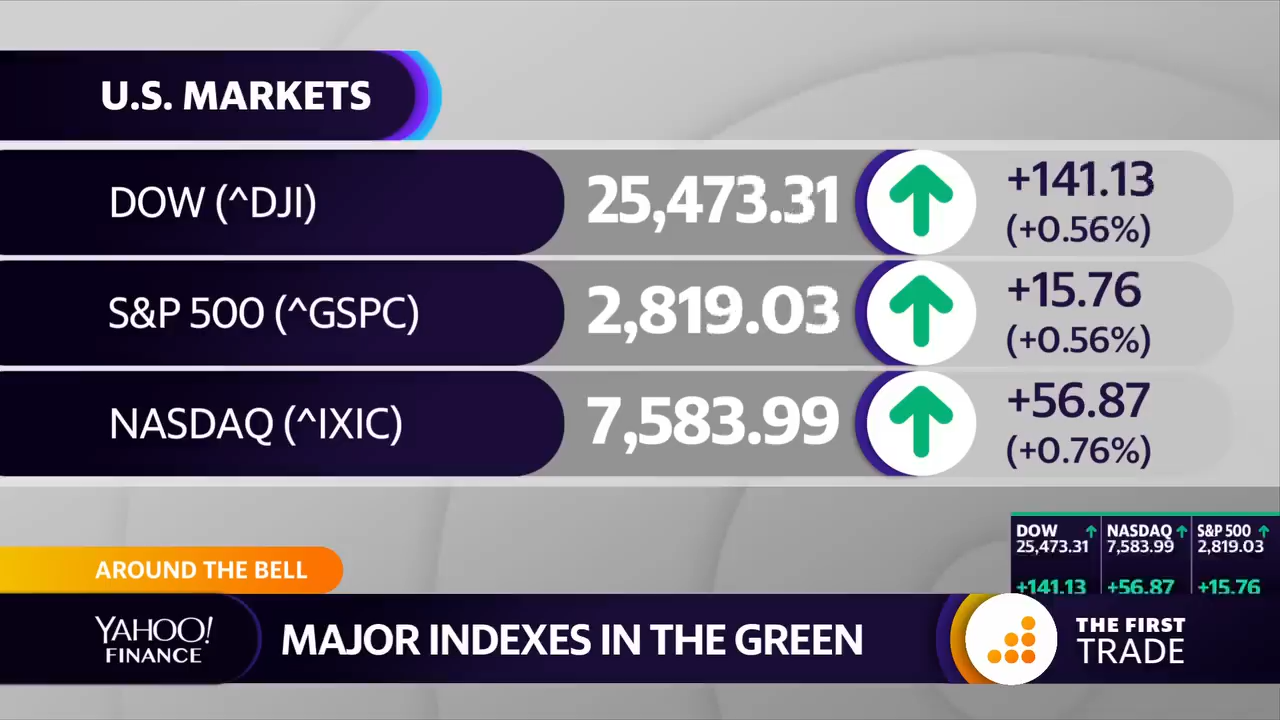 U.S. MARKETS
DOW (^DJI)
25,473.31
+141.13
(+0.56%)
S&P 500 (^GSPC)
2,819.03
+15.76
(+0.56%)
NASDAQ (^IXIC)
7,583.99
+56.87
(+0.76%)
DOW NASDAQ S&P 500
25,473.31 7,583.99 2,819.03
+141.13 +56.87 +15.76
AROUND THE BELL
YAHOO!
FINANCE
MAJOR INDEXES IN THE GREEN
THE FIRST
TRADE